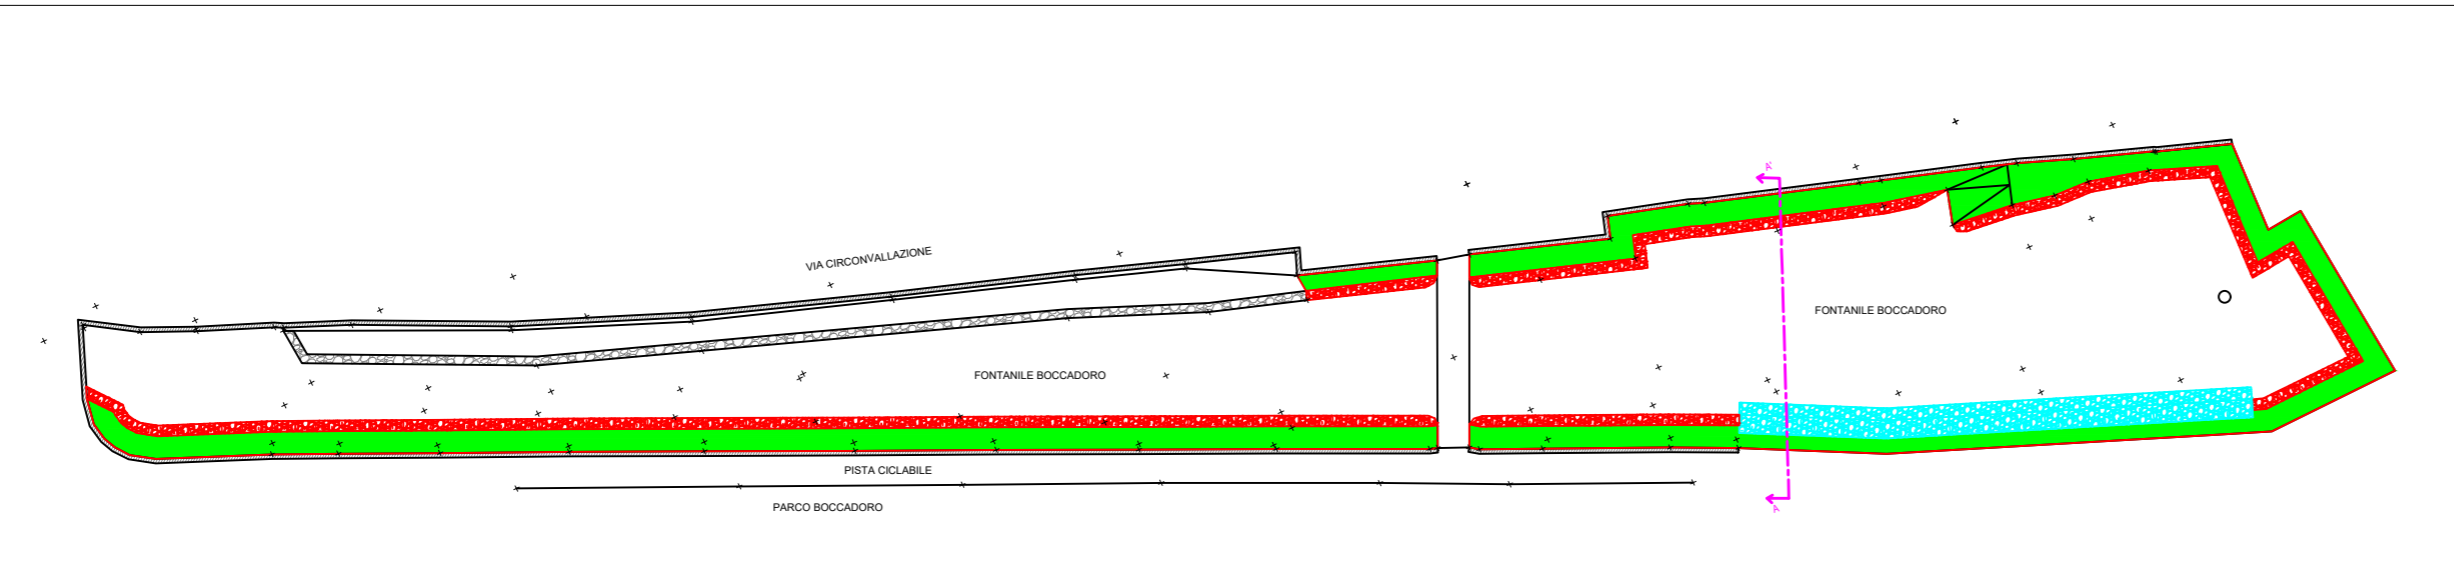 A'
VIA CIRCONVALLAZIONE
FONTANILE BOCCADORO
FONTANILE BOCCADORO
PISTA CICLABILE
PARCO BOCCADORO
A'